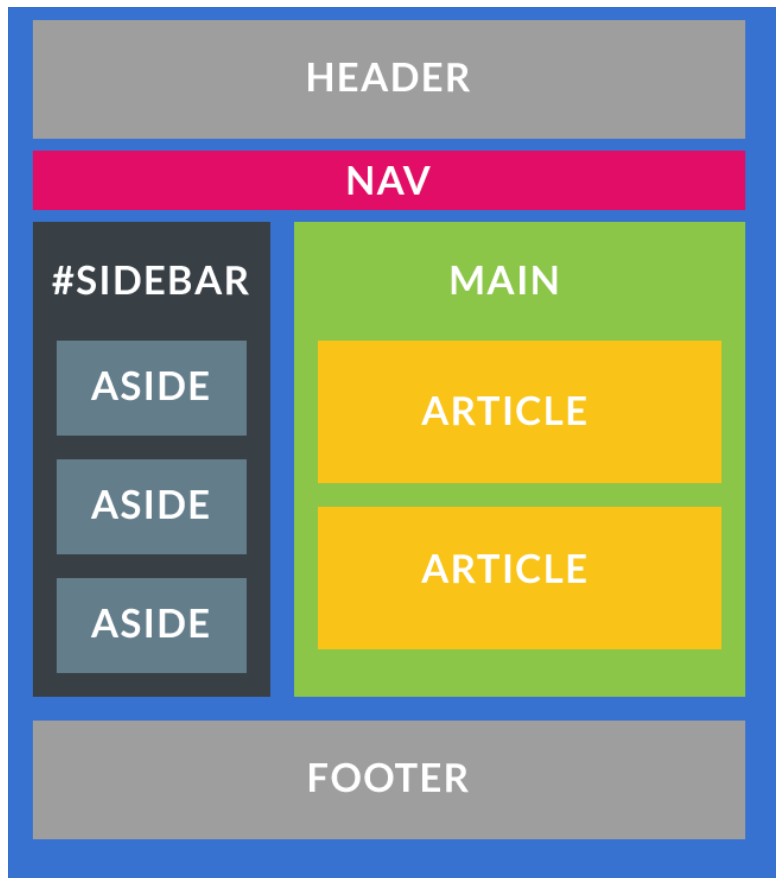 HEADER
NAV
#SIDEBAR
ASIDE
ASIDE
ASIDE
MAIN
ARTICLE
ARTICLE
FOOTER